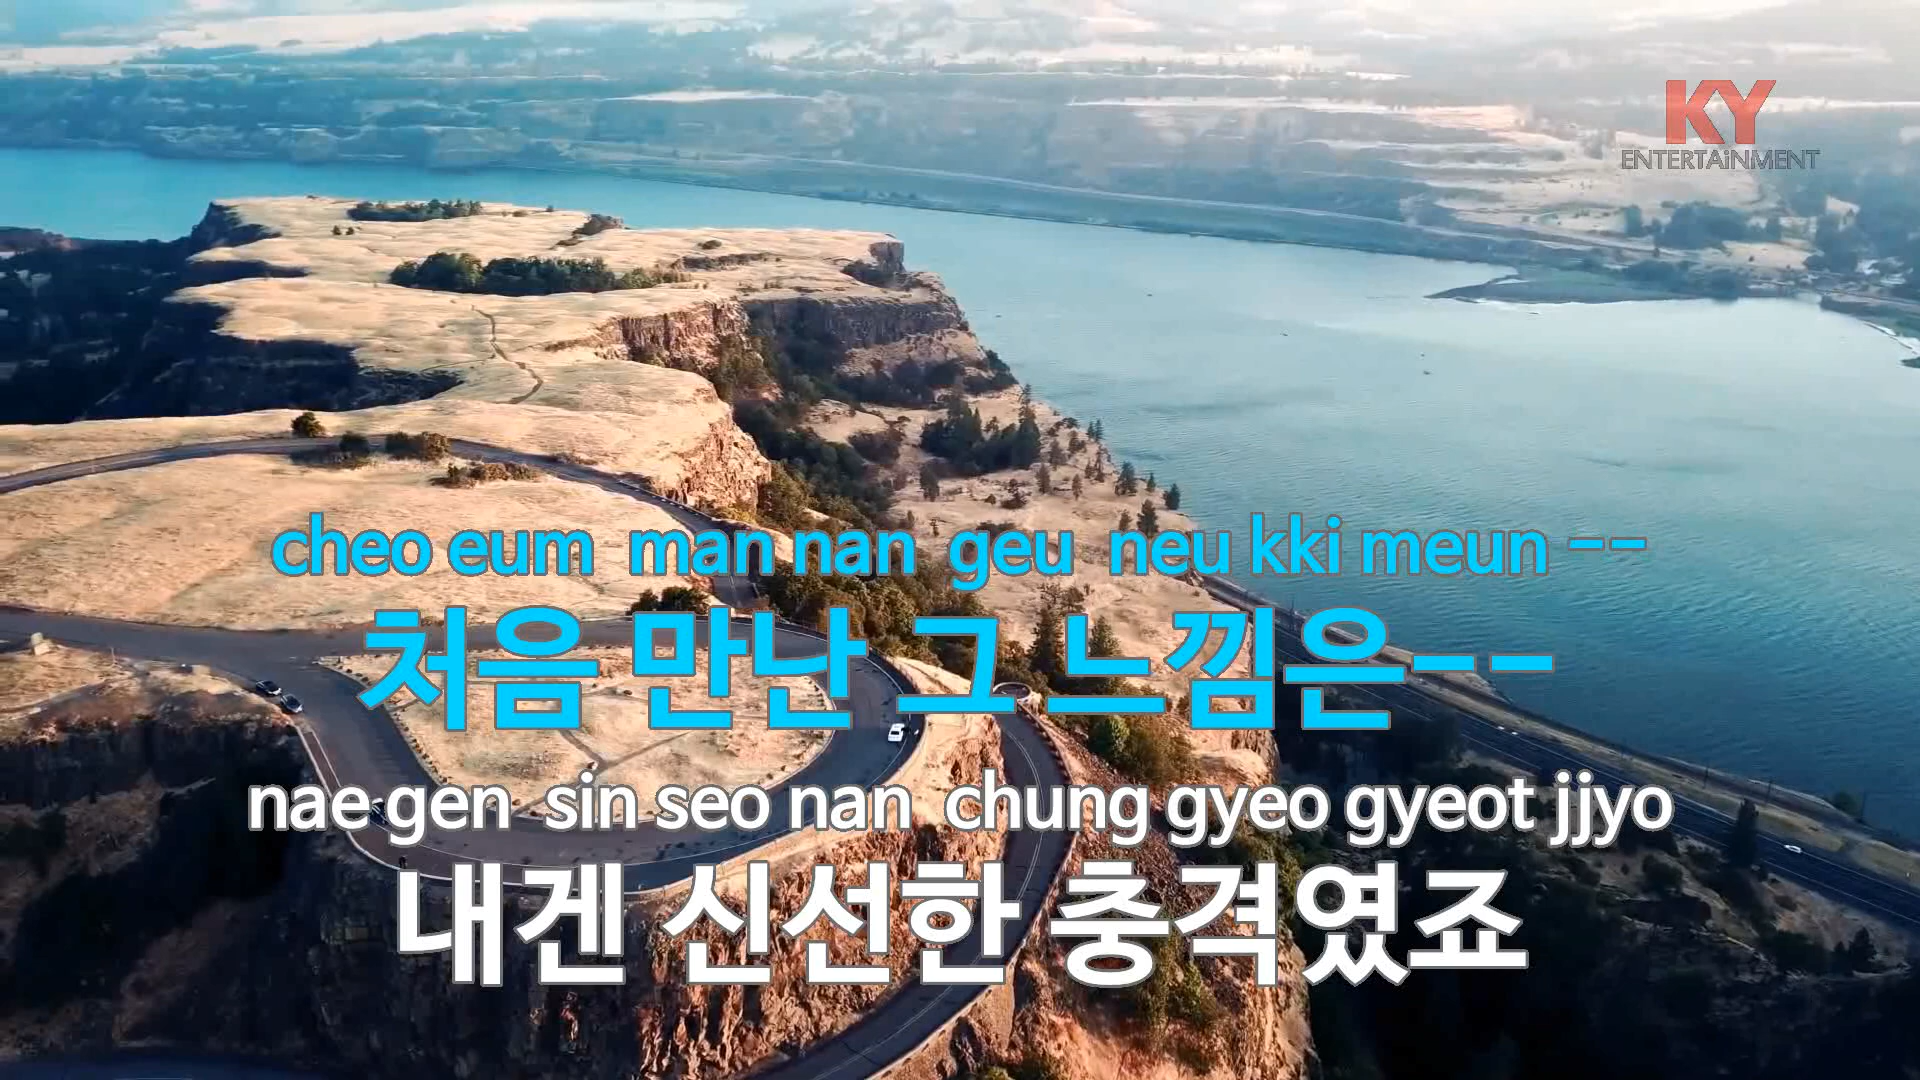 KY
ENTERTAiNMENT
cheo eum man nan geu neu kki meun --
처음 만난 그 느낌은--
nae gen sin seo nan chung gyeo gyeot jjyo
내겐 신선한 충격였죠